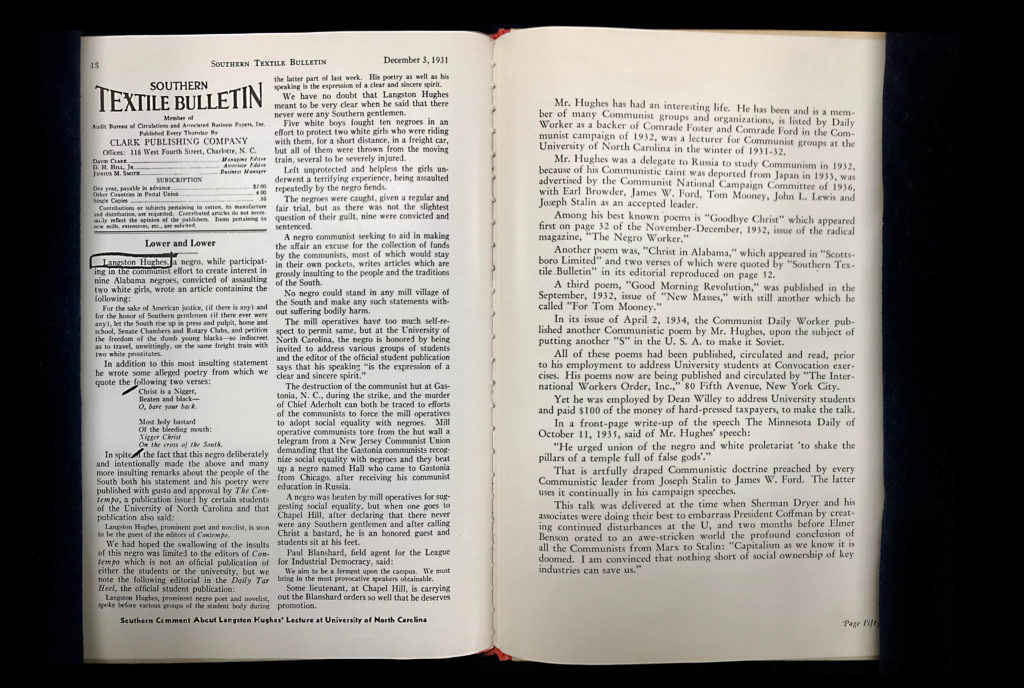 18
SOUTHERN TEXTILE BULLETIN
December 3, 1931
SOUTHERN
TEXTILE BULLETIN
Member of
Audit Bureau of Circulations and Associated Business Papers, Inc.
Published Every Thursday By
CLARK PUBLISHING COMPANY
Offices: 118 West Fourth Street, Charlotte, N. C.
DAVID CLARK Managing Editor
D. H. HILL, JR. Associate Editor
JUNIUS M. SMITH Business Manager
SUBSCRIPTION
One year, payable in advance $2.00
Other Countries in Postal Union 4.00
Single Copies .10
Contributions or subjects pertaining to cotton, its manufacture
and distribution, are requested. Contributed articles do not neces-
sarily reflect the opinion of the publishers. Items pertaining to
new mills, extensions, etc., are solicited.
Lower and Lower
Langston Hughes, a negro, while participat-
ing in the communist effort to create interest in
nine Alabama negroes, convicted of assaulting
two white girls, wrote an article containing the
following:
For the sake of American justice, (if there is any) and
for the honor of Southern gentlemen (if there ever were
any), let the South rise up in press and pulpit, home and
school, Senate Chambers and Rotary Clubs, and petition
the freedom of the dumb young blacks—so indiscreet
as to travel, unwittingly, on the same freight train with
two white prostitutes.
In addition to this most insulting statement
he wrote some alleged poetry from which we
quote the following two verses:
Christ is a Nigger,
Beaten and black—
O, bare your back.
Most holy bastard
Of the bleeding mouth:
Nigger Christ
On the cross of the South.
In spite of the fact that this negro deliberately
and intentionally made the above and many
more insulting remarks about the people of the
South both his statement and his poetry were
published with gusto and approval by The Con-
tempo, a publication issued by certain students
of the University of North Carolina and that
publication also said:
Langston Hughes, prominent poet and novelist, is soon
to be the guest of the editors of Contempo.
We had hoped the swallowing of the insults
of this negro was limited to the editors of Con-
tempo which is not an official publication of
either the students or the university, but we
note the following editorial in the Daily Tar
Heel, the official student publication:
Langston Hughes, prominent negro poet and novelist,
spoke before various groups of the student body during
the latter part of last week. His poetry as well as his
speaking is the expression of a clear and sincere spirit.
We have no doubt that Langston Hughes
meant to be very clear when he said that there
never were any Southern gentlemen.
Five white boys fought ten negroes in an
effort to protect two white girls who were riding
with them, for a short distance, in a freight car,
but all of them were thrown from the moving
train, several to be severely injured.
Left unprotected and helpless the girls un-
derwent a terrifying experience, being assaulted
repeatedly by the negro fiends.
The negroes were caught, given a regular and
fair trial, but as there was not the slightest
question of their guilt, nine were convicted and
sentenced.
A negro communist seeking to aid in making
the affair an excuse for the collection of funds
by the communists, most of which would stay
in their own pockets, writes articles which are
grossly insulting to the people and the traditions
of the South.
No negro could stand in any mill village of
the South and make any such statements with-
out suffering bodily harm.
The mill operatives have too much self-re-
spect to permit same, but at the University of
North Carolina, the negro is honored by being
invited to address various groups of students
and the editor of the official student publication
says that his speaking "is the expression of a
clear and sincere spirit."
The destruction of the communist hut at Gas-
tonia, N. C., during the strike, and the murder
of Chief Aderholt can both be traced to efforts
of the communists to force the mill operatives
to adopt social equality with negroes. Mill
operative communists tore from the hut wall a
telegram from a New Jersey Communist Union
demanding that the Gastonia communists recog-
nize social equality with negroes and they beat
up a negro named Hall who came to Gastonia
from Chicago, after receiving his communist
education in Russia.
A negro was beaten by mill operatives for sug-
gesting social equality, but when one goes to
Chapel Hill, after declaring that there never
were any Southern gentlemen and after calling
Christ a bastard, he is an honored guest and
students sit at his feet.
Paul Blanshard, field agent for the League
for Industrial Democracy, said:
We aim to be a ferment upon the campus. We must
bring in the most provocative speakers obtainable.
Some lieutenant, at Chapel Hill, is carrying
out the Blanshard orders so well that he deserves
promotion.
Southern Comment About Langston Hughes' Lecture at University of North Carolina
Mr. Hughes has had an interesting life. He has been and is a mem-
ber of many Communist groups and organizations, is listed by Daily
Worker as a backer of Comrade Foster and Comrade Ford in the Com-
munist campaign of 1932, was a lecturer for Communist groups at the
University of North Carolina in the winter of 1931-32.
Mr. Hughes was a delegate to Russia to study Communism in 1932,
because of his Communistic taint was deported from Japan in 1933, was
advertised by the Communist National Campaign Committee of 1936,
with Earl Browder, James W. Ford, Tom Mooney, John L. Lewis and
Joseph Stalin as an accepted leader.
Among his best known poems is "Goodbye Christ" which appeared
first on page 32 of the November-December, 1932, issue of the radical
magazine, "The Negro Worker."
Another poem was, "Christ in Alabama," which appeared in "Scotts-
boro Limited" and two verses of which were quoted by "Southern Tex-
tile Bulletin" in its editorial reproduced on page 52.
A third poem, "Good Morning Revolution," was published in the
September, 1932, issue of "New Masses," with still another which he
called "For Tom Mooney."
In its issue of April 2, 1934, the Communist Daily Worker pub-
lished another Communistic poem by Mr. Hughes, upon the subject of
putting another "S" in the U. S. A. to make it Soviet.
All of these poems had been published, circulated and read, prior
to his employment to address University students at Convocation exer-
cises. His poems now are being published and circulated by "The Inter-
national Workers Order, Inc.," 80 Fifth Avenue, New York City.
Yet he was employed by Dean Willey to address University students
and paid $100 of the money of hard-pressed taxpayers, to make the talk.
In a front-page write-up of the speech The Minnesota Daily of
October 11, 1935, said of Mr. Hughes' speech:
"He urged union of the negro and white proletariat 'to shake the
pillars of a temple full of false gods'."
That is artfully draped Communistic doctrine preached by every
Communistic leader from Joseph Stalin to James W. Ford. The latter
uses it continually in his campaign speeches.
This talk was delivered at the time when Sherman Dryer and his
associates were doing their best to embarrass President Coffman by creat-
ing continued disturbances at the U, and two months before Elmer
Benson orated to an awe-stricken world the profound conclusion of
all the Communists from Marx to Stalin: "Capitalism as we know it is
doomed. I am convinced that nothing short of social ownership of key
industries can save us."
Page Fifty